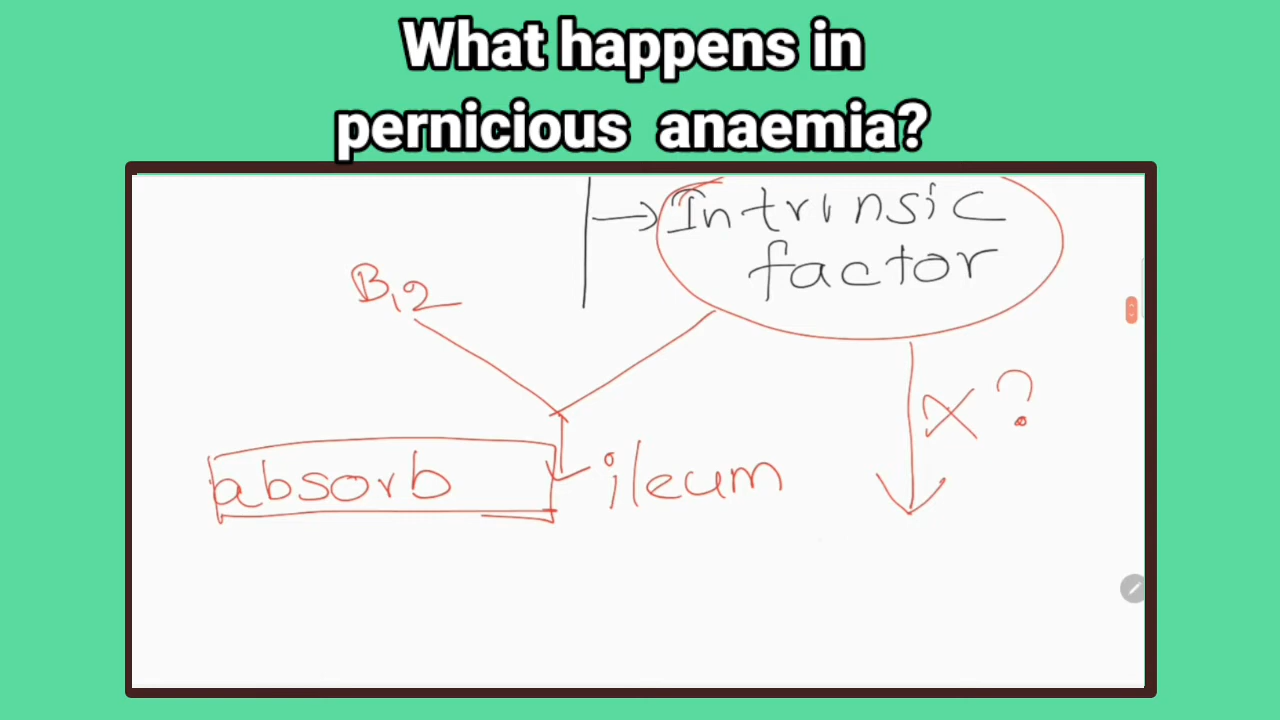 What happens in
pernicious anaemia?
Intrinsic
factor
B12
X ?
absorb
ileum